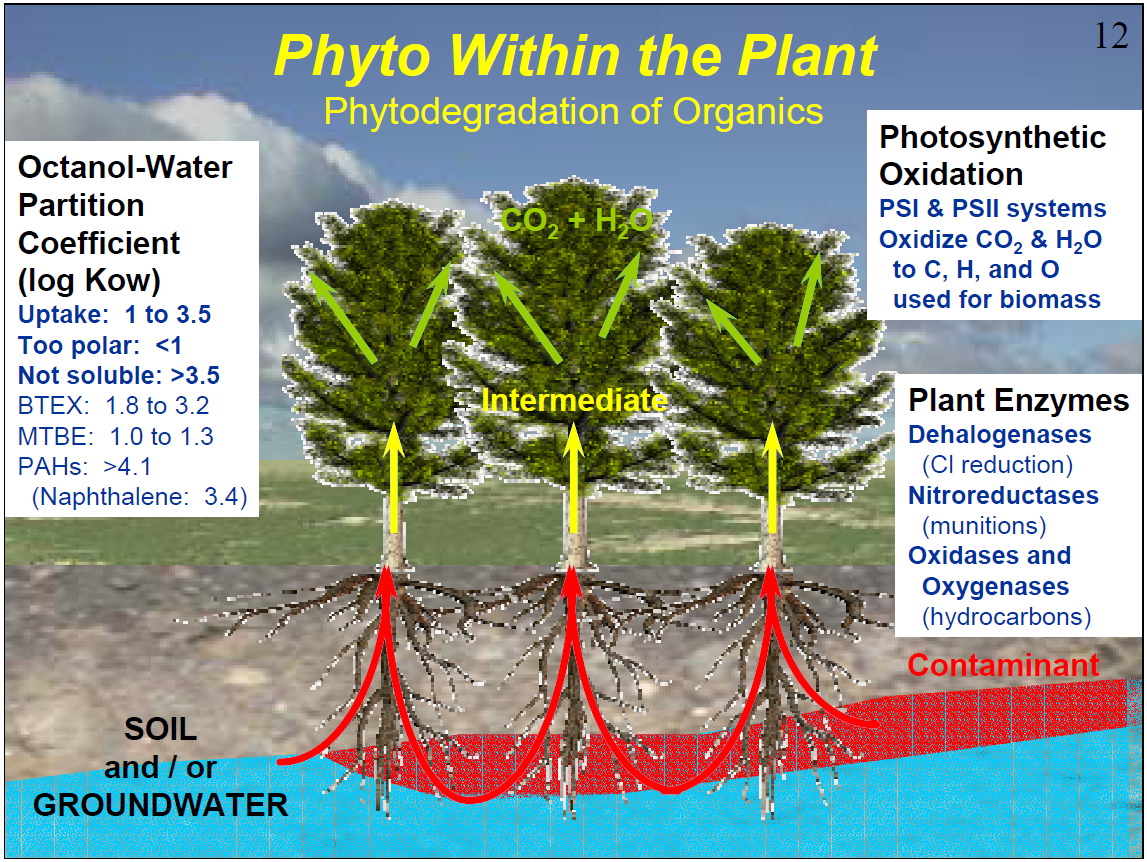 12
Phyto Within the Plant
Phytodegradation of Organics
Octanol-Water
Partition
Coefficient
(log Kow)
Uptake: 1 to 3.5
Too polar: <1
Not soluble: >3.5
BTEX: 1.8 to 3.2
MTBE: 1.0 to 1.3
PAHs: >4.1
(Naphthalene: 3.4)
CO₂ + H₂O
Intermediate
Photosynthetic
Oxidation
PSI & PSII systems
Oxidize CO₂ & H₂O
to C, H, and O
used for biomass
Plant Enzymes
Dehalogenases
(Cl reduction)
Nitroreductases
(munitions)
Oxidases and
Oxygenases
(hydrocarbons)
Contaminant
SOIL
and / or
GROUNDWATER